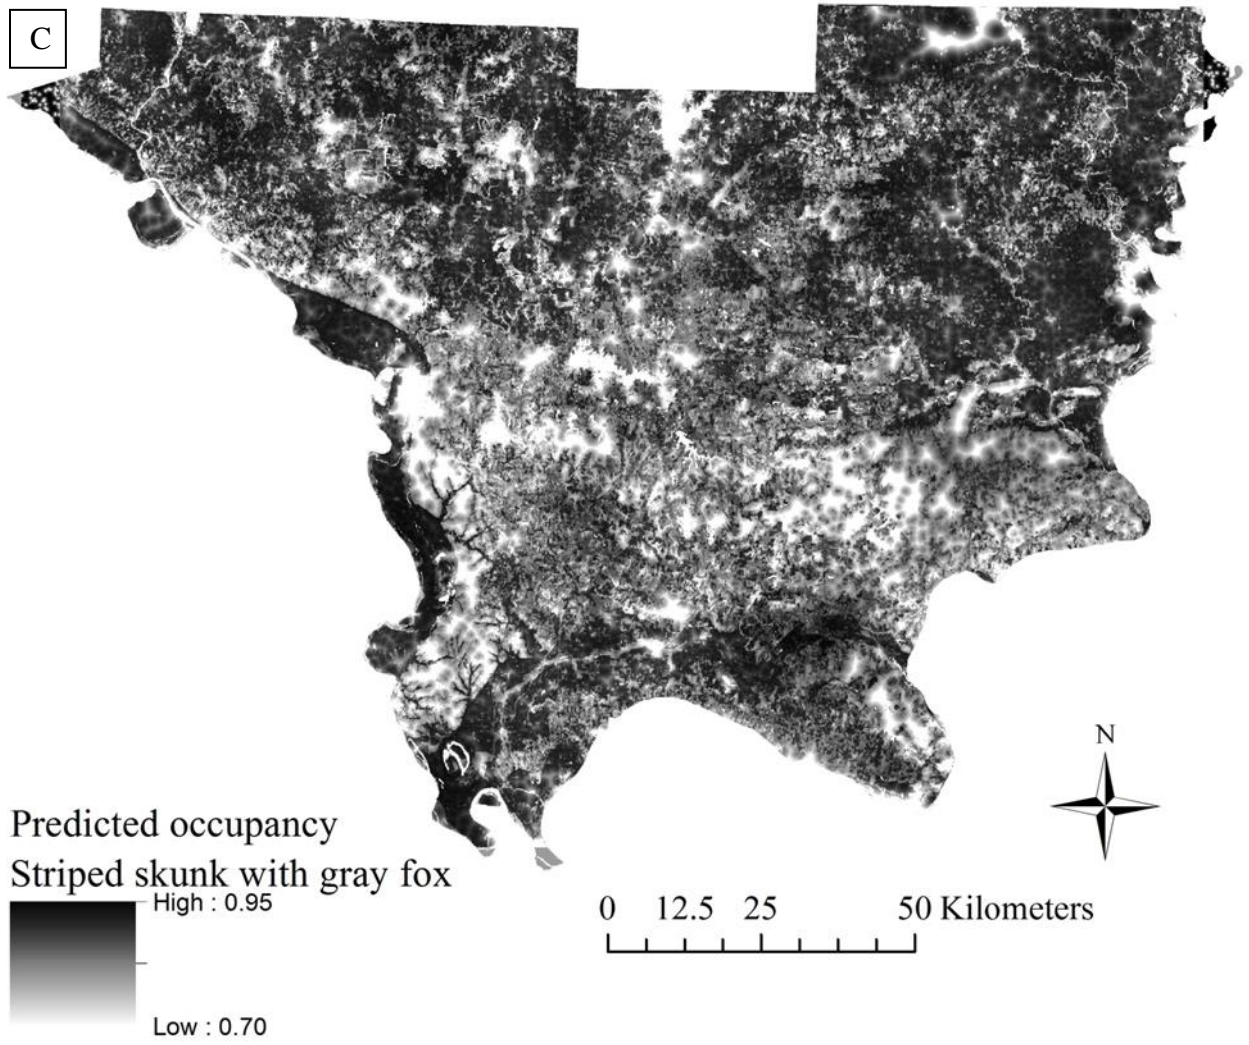 C
N
Predicted occupancy
Striped skunk with gray fox
High : 0.95
Low : 0.70
0 12.5 25 50 Kilometers